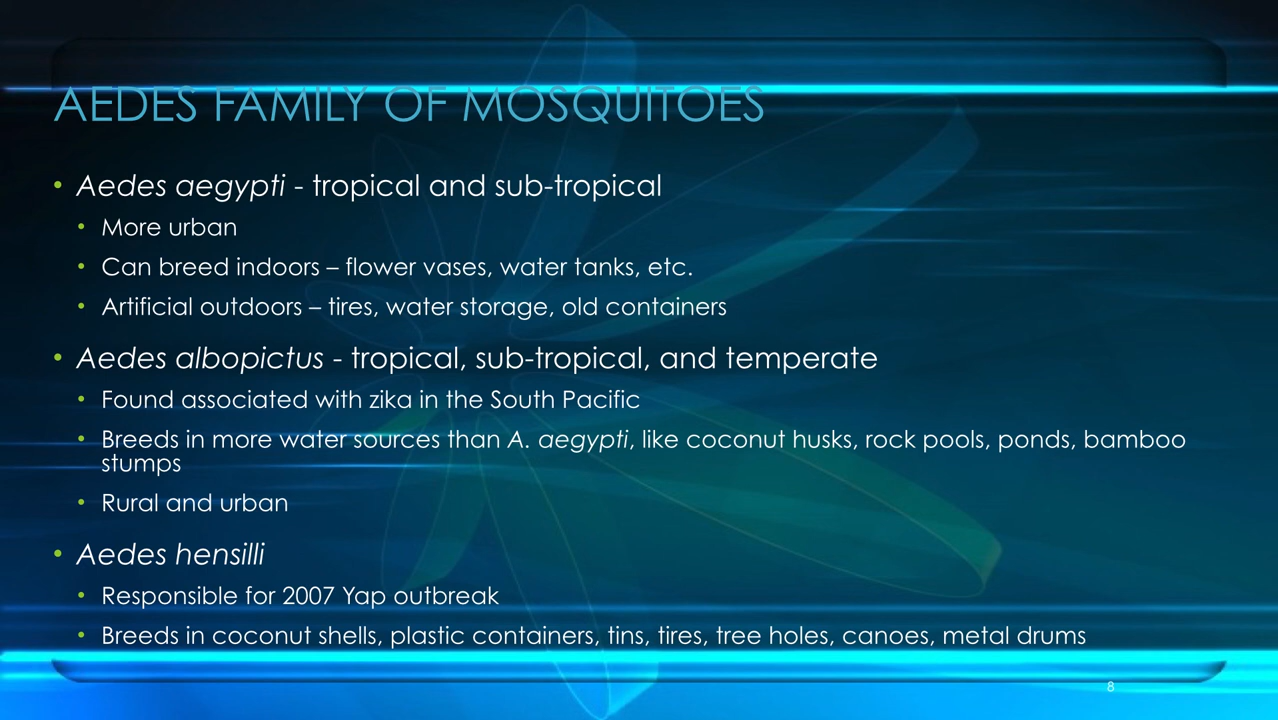 AEDES FAMILY OF MOSQUITOES
• Aedes aegypti - tropical and sub-tropical
• More urban
• Can breed indoors – flower vases, water tanks, etc.
• Artificial outdoors – tires, water storage, old containers
• Aedes albopictus - tropical, sub-tropical, and temperate
• Found associated with zika in the South Pacific
• Breeds in more water sources than A. aegypti, like coconut husks, rock pools, ponds, bamboo
stumps
• Rural and urban
• Aedes hensilli
• Responsible for 2007 Yap outbreak
• Breeds in coconut shells, plastic containers, tins, tires, tree holes, canoes, metal drums
8